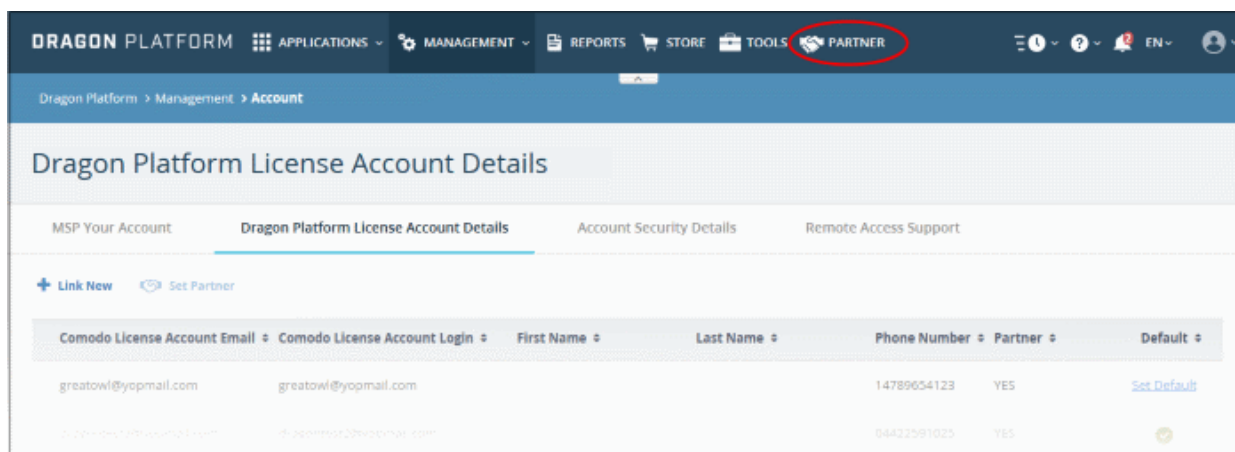 DRAGON PLATFORM APPLICATIONS MANAGEMENT REPORTS STORE TOOLS PARTNER 2 EN
Dragon Platform > Management > Account
Dragon Platform License Account Details
MSP Your Account Dragon Platform License Account Details Account Security Details Remote Access Support
Link New Set Partner
Comodo License Account Email Comodo License Account Login First Name Last Name Phone Number Partner Default
greatowl@yopmail.com greatowl@yopmail.com 14789654123 YES Set Default
04422591025 YES